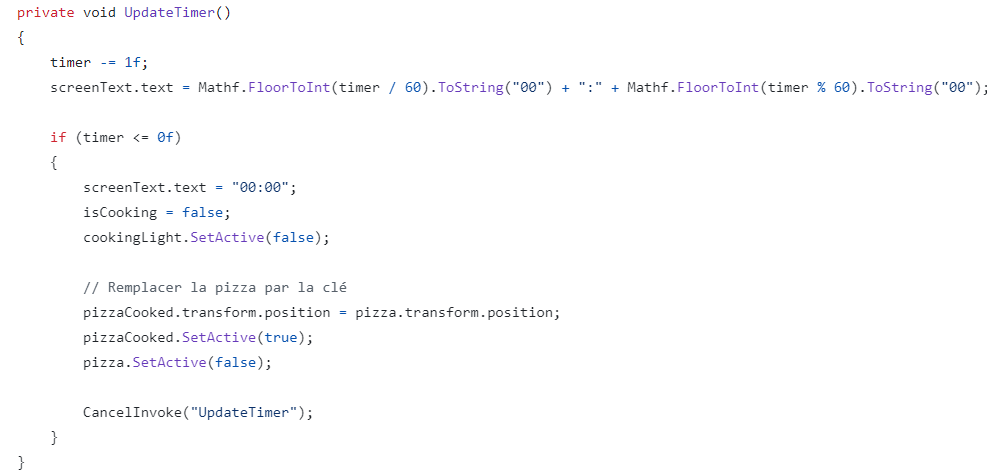 private void UpdateTimer()
{
    timer -= 1f;
    screenText.text = Mathf.FloorToInt(timer / 60).ToString("00") + ":" + Mathf.FloorToInt(timer % 60).ToString("00");

    if (timer <= 0f)
    {
        screenText.text = "00:00";
        isCooking = false;
        cookingLight.SetActive(false);

        // Remplacer la pizza par la clé
        pizzaCooked.transform.position = pizza.transform.position;
        pizzaCooked.SetActive(true);
        pizza.SetActive(false);

        CancelInvoke("UpdateTimer");
    }
}